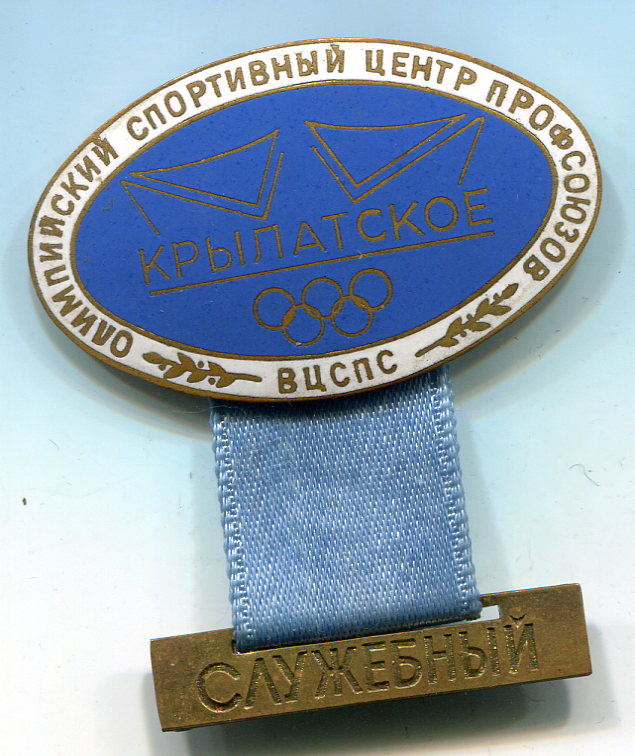 ОЛИМПИЙСКИЙ СПОРТИВНЫЙ ЦЕНТР ПРОФСОЮЗОВ
КРЫЛАТСКОЕ
ВЦСПС
СЛУЖЕБНЫЙ